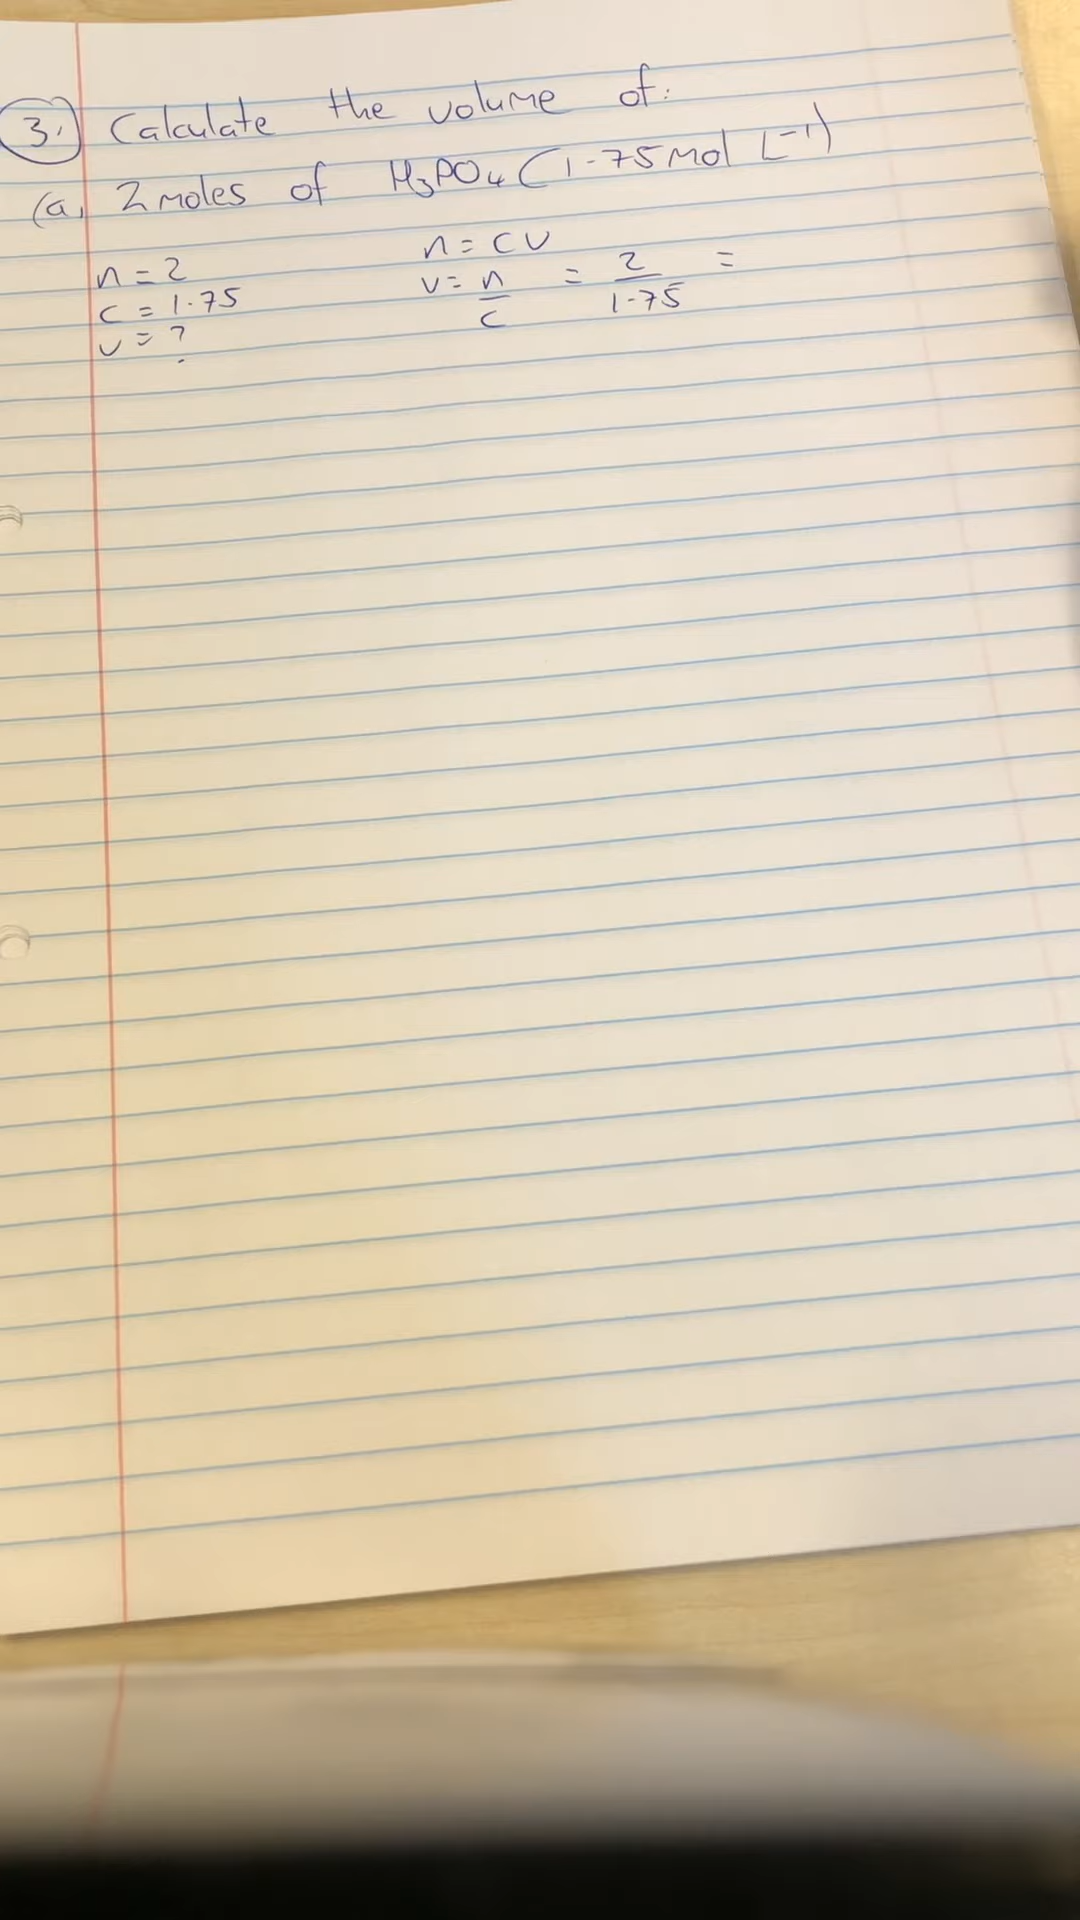 3. Calculate the volume of:
(a, 2 moles of H₃PO₄ (1.75 mol L⁻¹)
n = 2
c = 1.75
v = ?
n = cv
v = n/c = 2/1.75 =